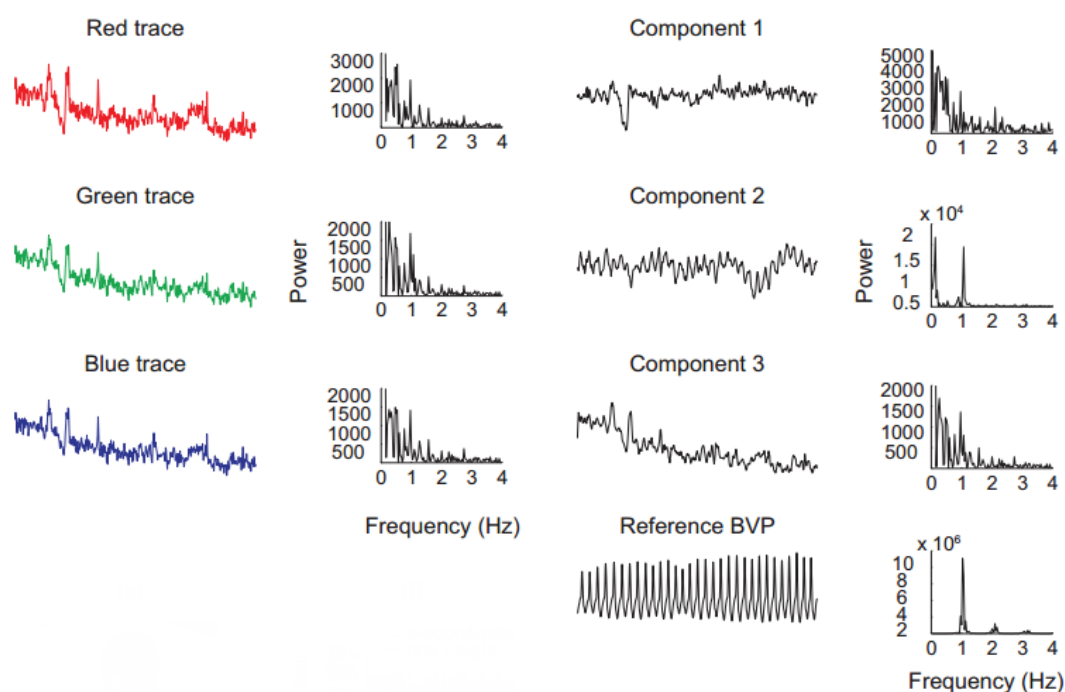 Red trace
3000
2000
1000
0 1 2 3 4
Component 1
5000
4000
3000
2000
1000
0 1 2 3 4
Green trace
Power
2000
1500
1000
500
0 1 2 3 4
Component 2
Power
x 10⁴
2
1.5
1
0.5
0 1 2 3 4
Blue trace
2000
1500
1000
500
0 1 2 3 4
Frequency (Hz)
Component 3
2000
1500
1000
500
0 1 2 3 4
Reference BVP
x 10⁶
10
8
6
4
2
0 1 2 3 4
Frequency (Hz)